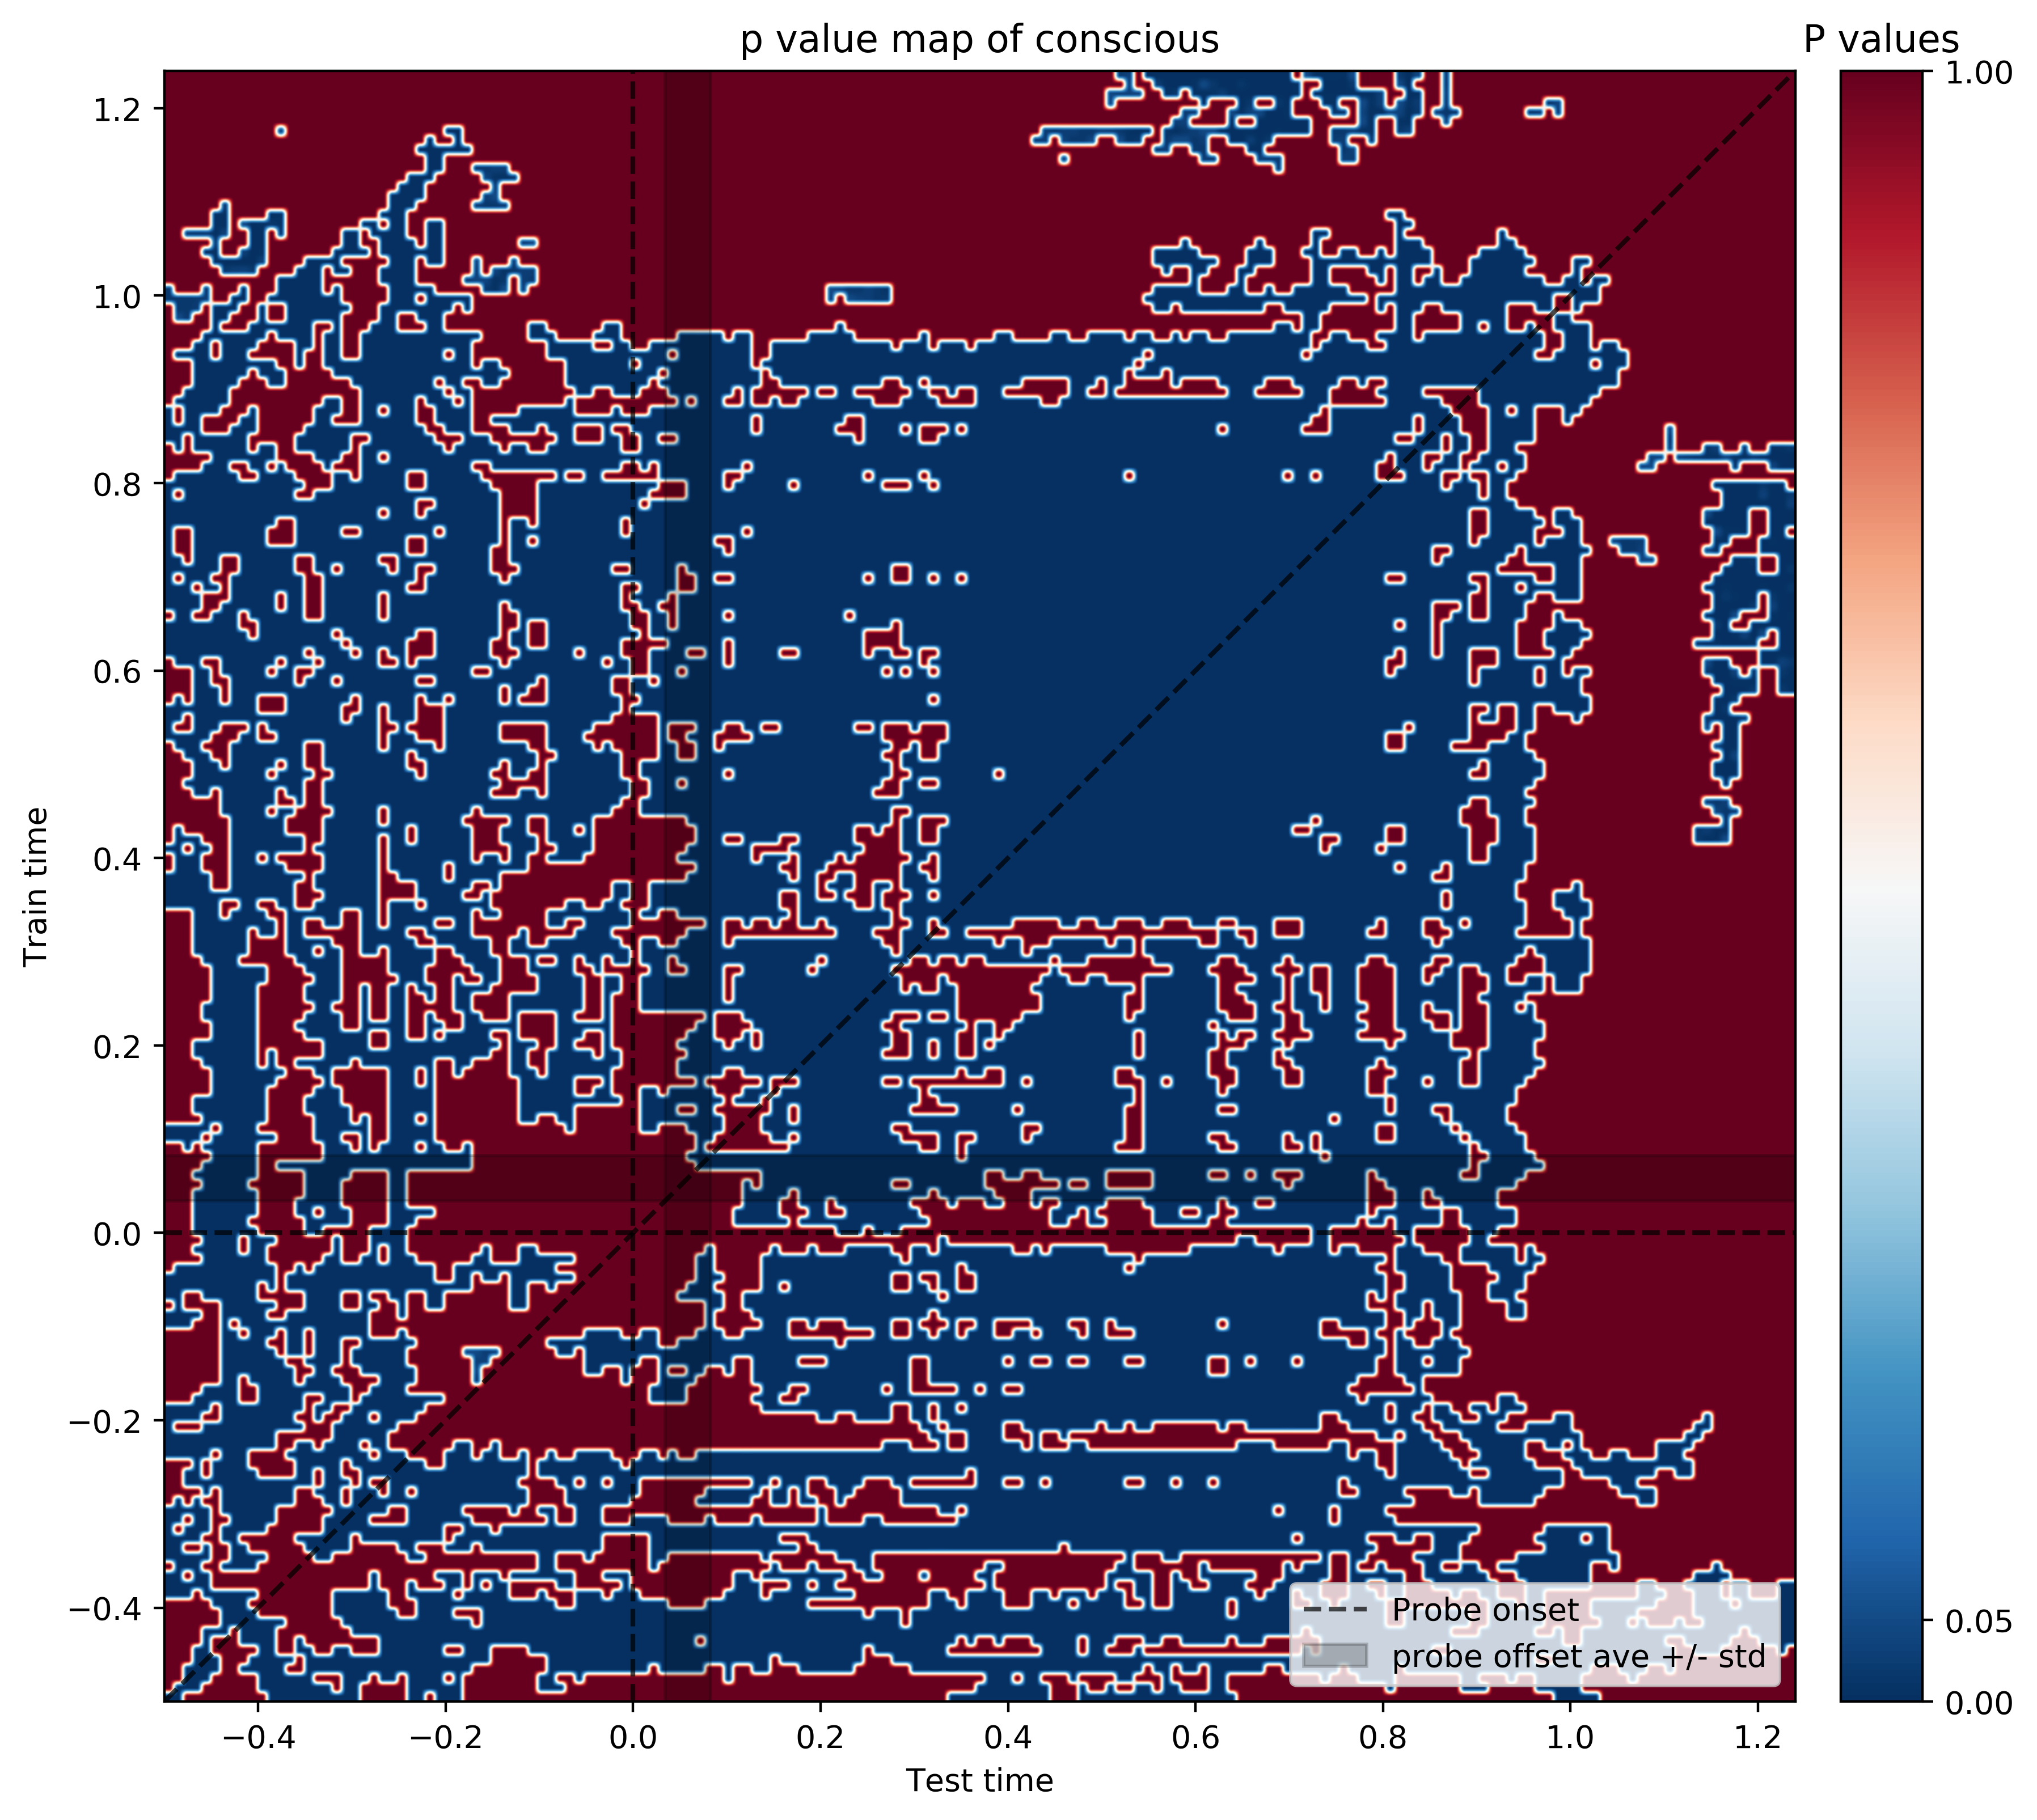 p value map of conscious
P values
1.00
0.05
0.00
Train time
1.2
1.0
0.8
0.6
0.4
0.2
0.0
−0.2
−0.4
−0.4 −0.2 0.0 0.2 0.4 0.6 0.8 1.0 1.2
Test time
Probe onset
probe offset ave +/- std